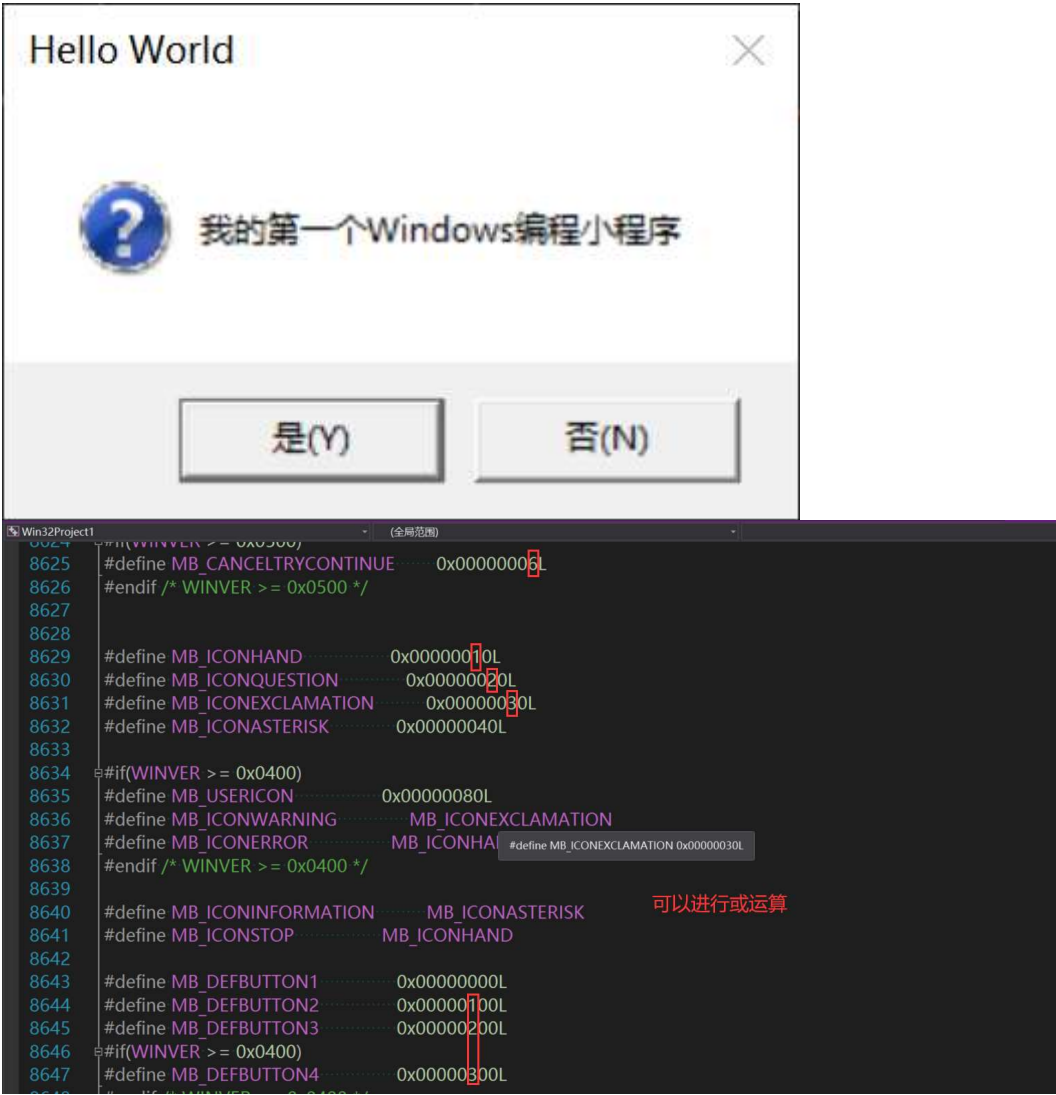 Hello World
我的第一个Windows编程小程序
是(Y) 否(N)
Win32Project1 (全局范围)
8624 #if(WINVER >= 0x0500)
8625 #define MB_CANCELTRYCONTINUE 0x00000006L
8626 #endif /* WINVER >= 0x0500 */
8627
8628
8629 #define MB_ICONHAND 0x00000010L
8630 #define MB_ICONQUESTION 0x00000020L
8631 #define MB_ICONEXCLAMATION 0x00000030L
8632 #define MB_ICONASTERISK 0x00000040L
8633
8634 #if(WINVER >= 0x0400)
8635 #define MB_USERICON 0x00000080L
8636 #define MB_ICONWARNING MB_ICONEXCLAMATION
8637 #define MB_ICONERROR MB_ICONHA
#define MB_ICONEXCLAMATION 0x00000030L
8638 #endif /* WINVER >= 0x0400 */
8639
可以进行或运算
8640 #define MB_ICONINFORMATION MB_ICONASTERISK
8641 #define MB_ICONSTOP MB_ICONHAND
8642
8643 #define MB_DEFBUTTON1 0x00000000L
8644 #define MB_DEFBUTTON2 0x00000100L
8645 #define MB_DEFBUTTON3 0x00000200L
8646 #if(WINVER >= 0x0400)
8647 #define MB_DEFBUTTON4 0x00000300L